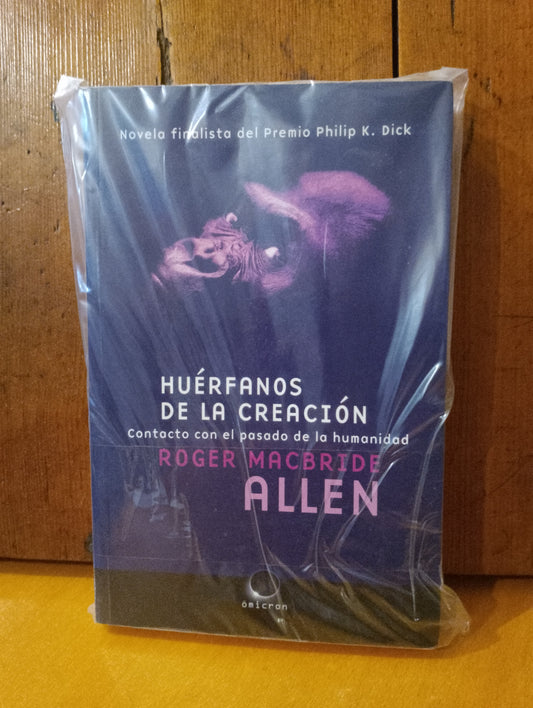 Novela finalista del Premio Philip K. Dick
HUÉRFANOS
DE LA CREACIÓN
Contacto con el pasado de la humanidad
ROGER MACBRIDE
ALLEN
ómicron